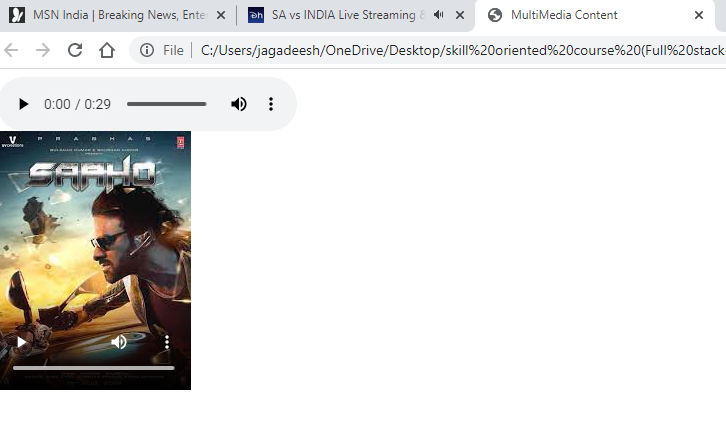 MSN India | Breaking News, Enter
SA vs INDIA Live Streaming &
MultiMedia Content
File
C:/Users/jagadeesh/OneDrive/Desktop/skill%20oriented%20course%20(Full%20stack
0:00 / 0:29
PRABHAS
SAAHO